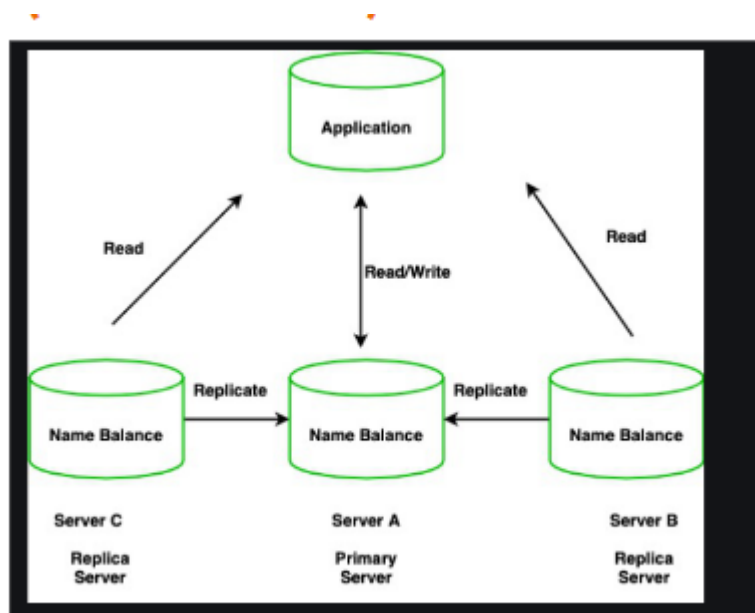 Application
Read
Read
Read/Write
Replicate
Replicate
Name Balance
Name Balance
Name Balance
Server C
Server A
Server B
Replica
Server
Primary
Server
Replica
Server